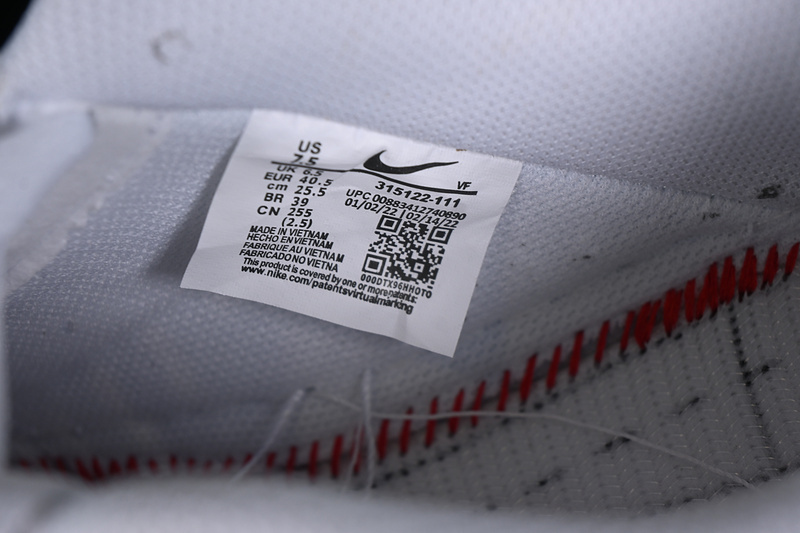 US
7.5
UK 6.5
EUR 40.5
cm 25.5
BR 39
CN 255
(2.5)
VF
315122-111
UPC 00883412740890
01/02/22 | 02/14/22
000DTX96HHOT0
MADE IN VIETNAM
HECHO EN VIETNAM
FABRIQUE AU VIETNAM
FABRICADO NO VIETNA
This product is covered by one or more patents:
www.nike.com/patentsvirtualmarking